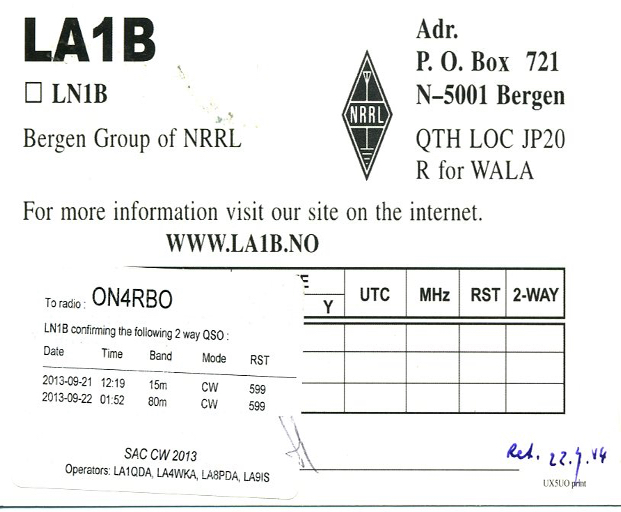 LA1B
LN1B
Bergen Group of NRRL
NRRL
Adr.
P. O. Box 721
N–5001 Bergen
QTH LOC JP20
R for WALA
For more information visit our site on the internet.
WWW.LA1B.NO
Y UTC MHz RST 2-WAY
To radio : ON4RBO
LN1B confirming the following 2 way QSO :
Date Time Band Mode RST
2013-09-21 12:19 15m CW 599
2013-09-22 01:52 80m CW 599
SAC CW 2013
Operators: LA1QDA, LA4WKA, LA8PDA, LA9IS
UX5UO print